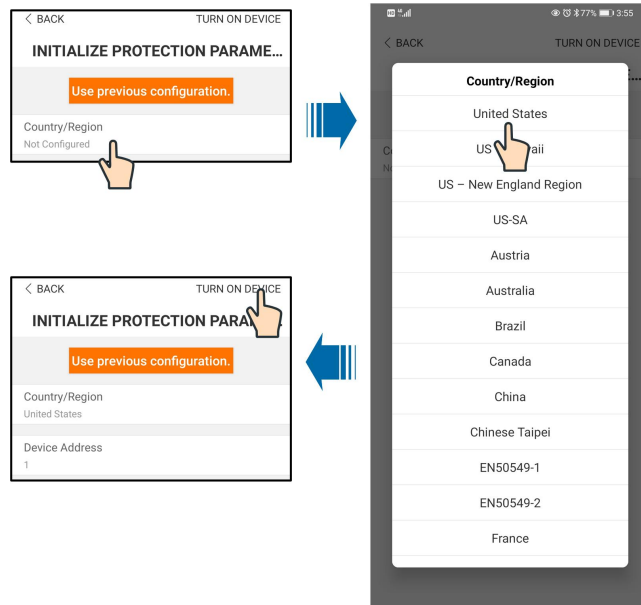 < BACK
TURN ON DEVICE
INITIALIZE PROTECTION PARAME...
Use previous configuration.
Country/Region
Not Configured
77%
3:55
< BACK
TURN ON DEVICE
Country/Region
United States
US aii
US – New England Region
US-SA
Austria
Australia
Brazil
Canada
China
Chinese Taipei
EN50549-1
EN50549-2
France
< BACK
TURN ON DEVICE
INITIALIZE PROTECTION PARA
Use previous configuration.
Country/Region
United States
Device Address
1